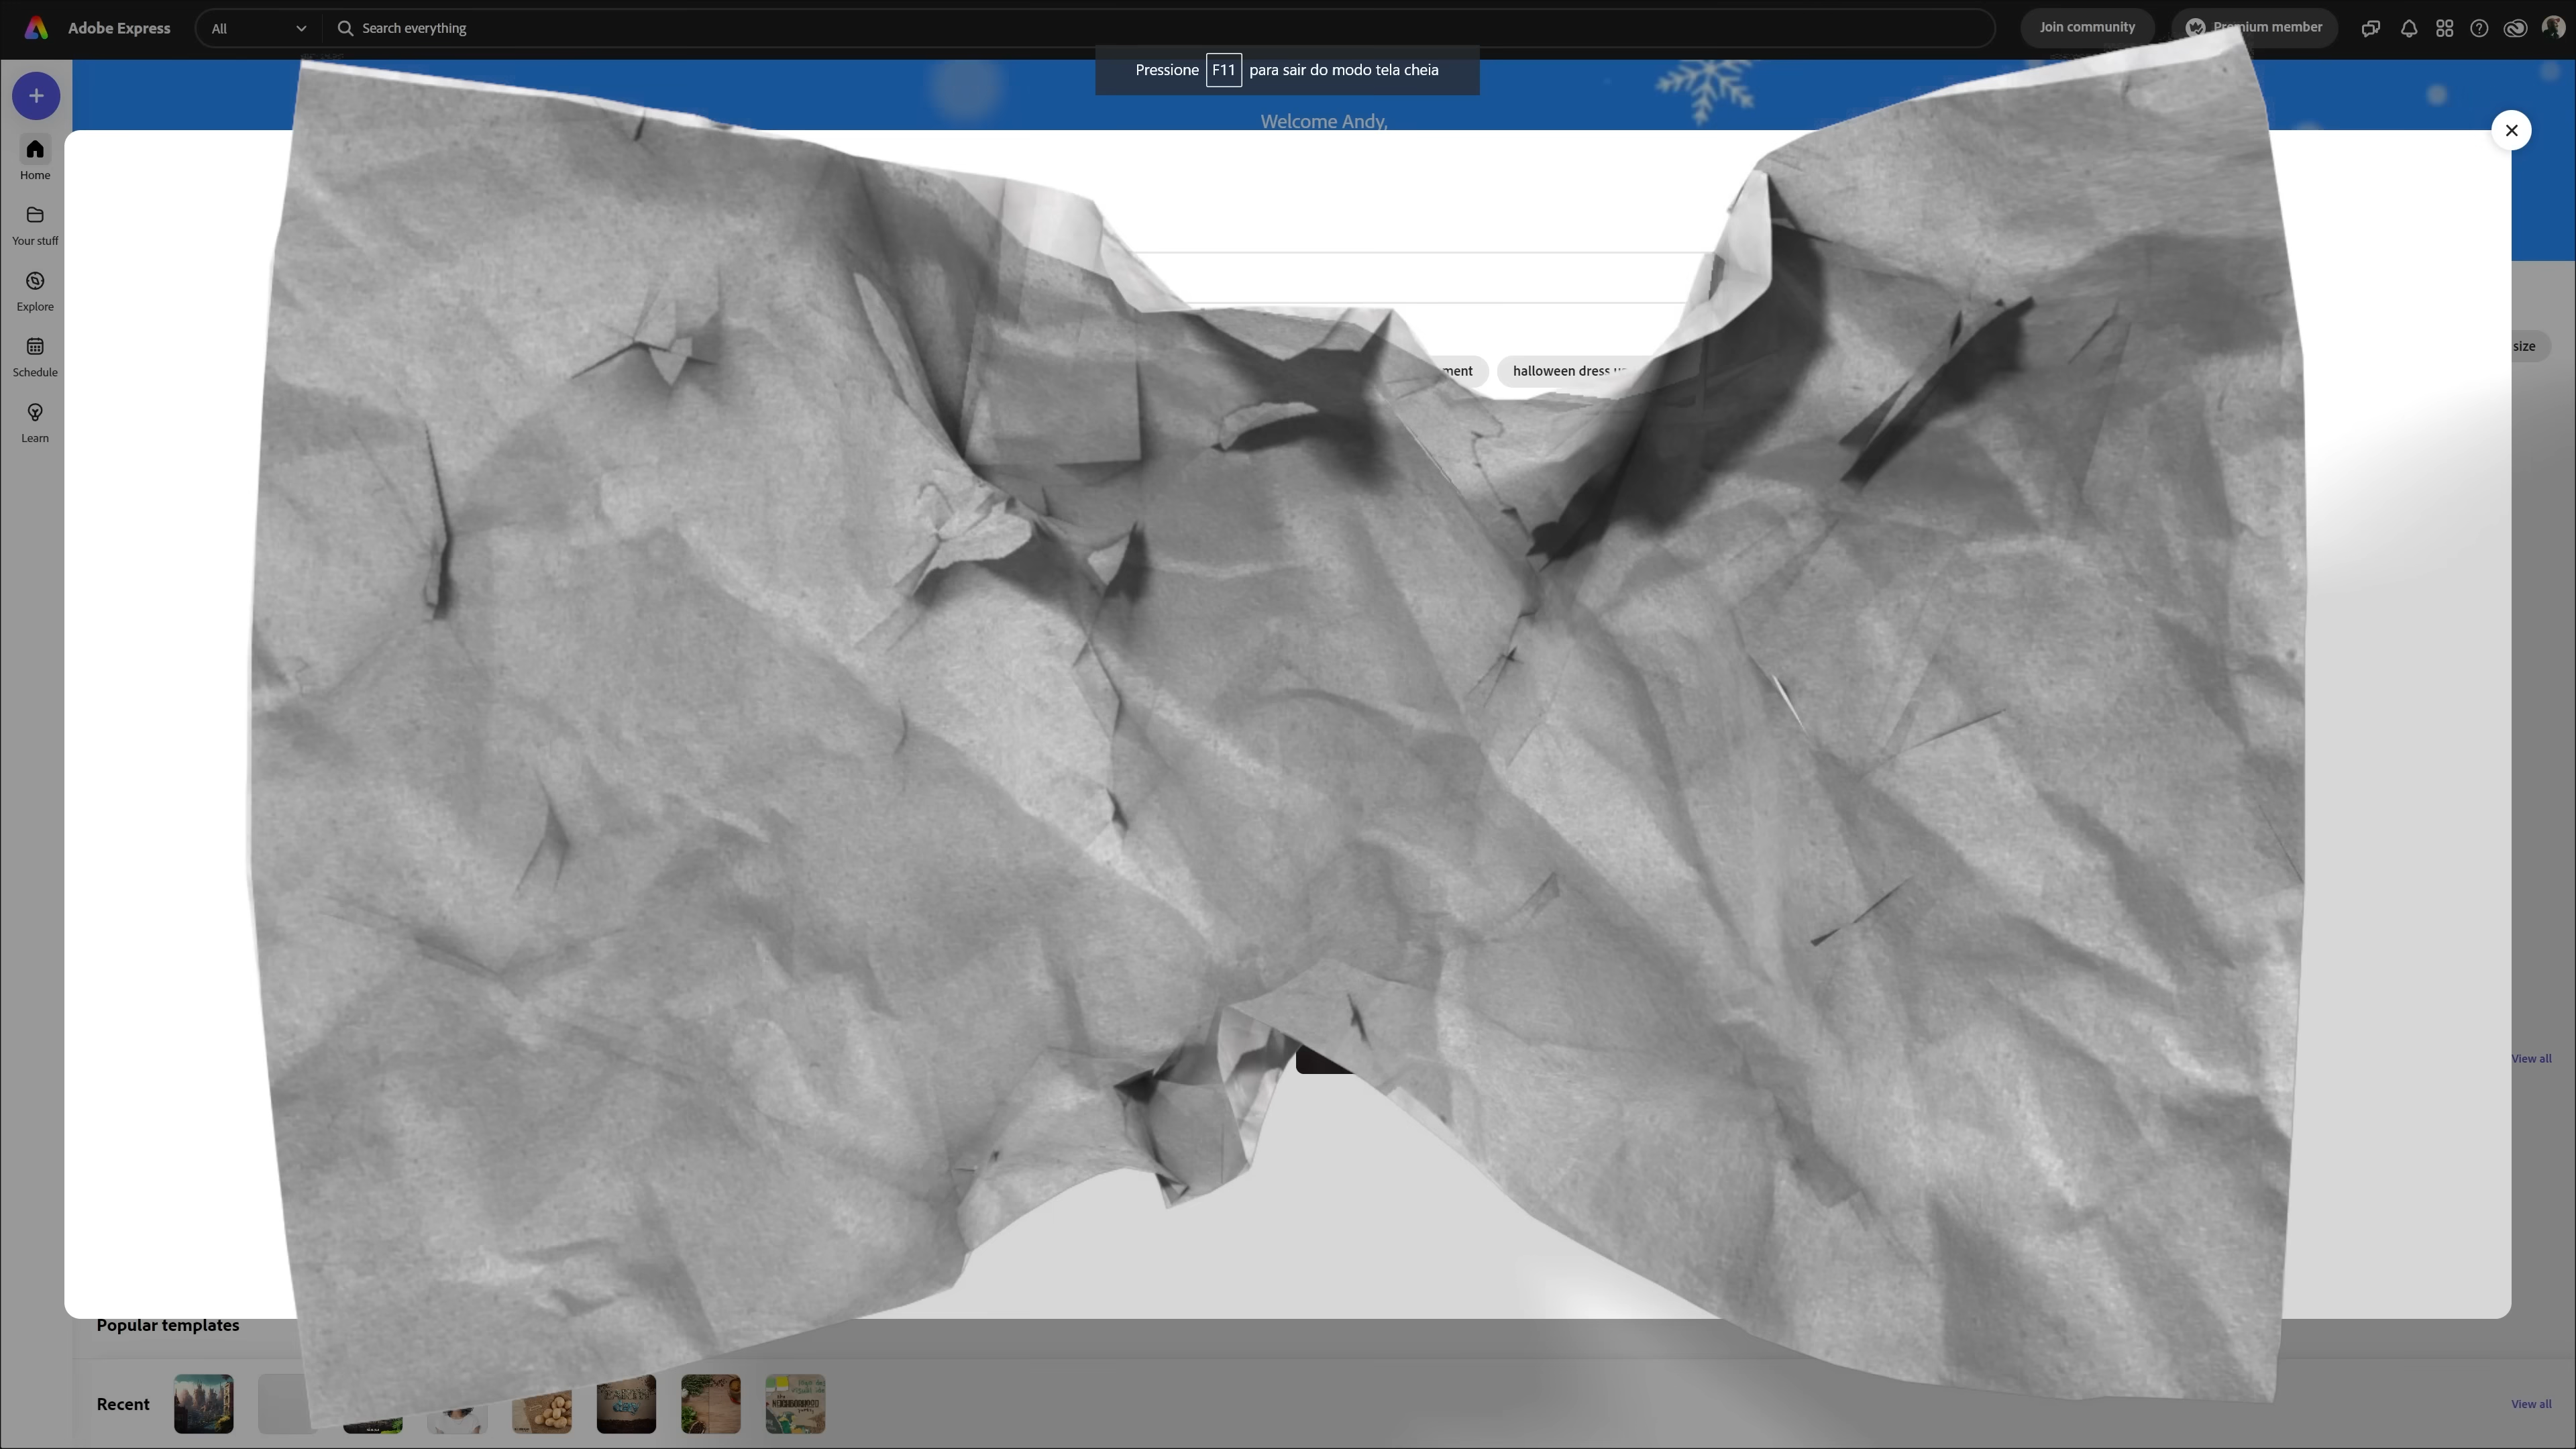 Adobe Express
All
Search everything
Join community
Premium member
Pressione F11 para sair do modo tela cheia
Welcome Andy,
Home
Your stuff
Explore
Schedule
Learn
size
halloween dress
View all
Popular templates
Recent
View all